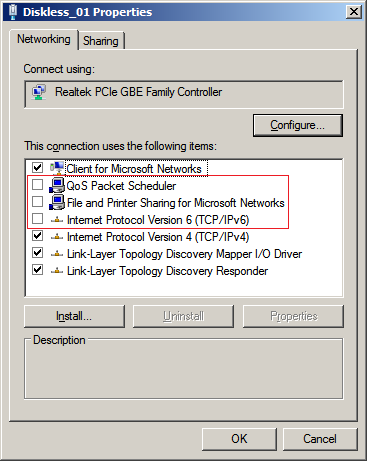 Diskless_01 Properties
Networking
Sharing
Connect using:
Realtek PCIe GBE Family Controller
Configure...
This connection uses the following items:
Client for Microsoft Networks
QoS Packet Scheduler
File and Printer Sharing for Microsoft Networks
Internet Protocol Version 6 (TCP/IPv6)
Internet Protocol Version 4 (TCP/IPv4)
Link-Layer Topology Discovery Mapper I/O Driver
Link-Layer Topology Discovery Responder
Install...
Uninstall
Properties
Description
OK
Cancel